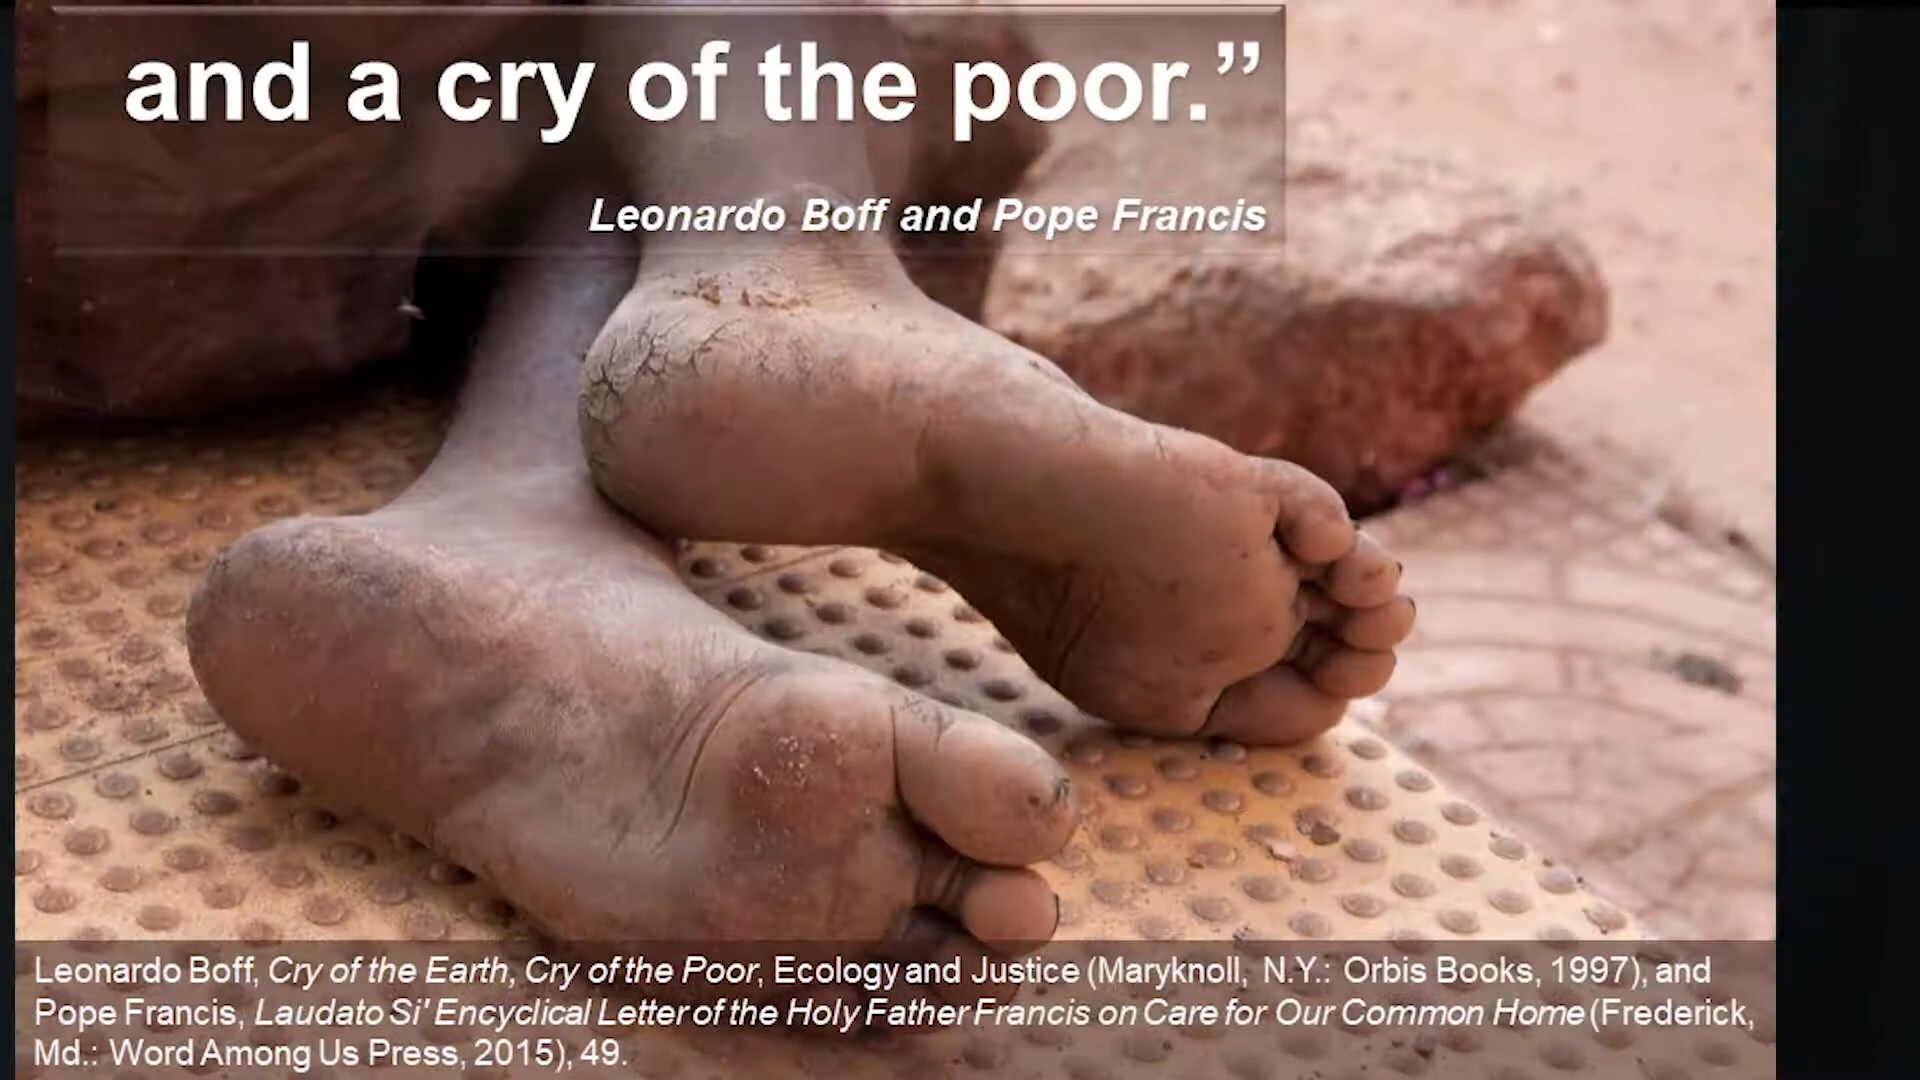 and a cry of the poor.”
Leonardo Boff and Pope Francis
Leonardo Boff, Cry of the Earth, Cry of the Poor, Ecology and Justice (Maryknoll, N.Y.: Orbis Books, 1997), and
Pope Francis, Laudato Si' Encyclical Letter of the Holy Father Francis on Care for Our Common Home (Frederick,
Md.: Word Among Us Press, 2015), 49.